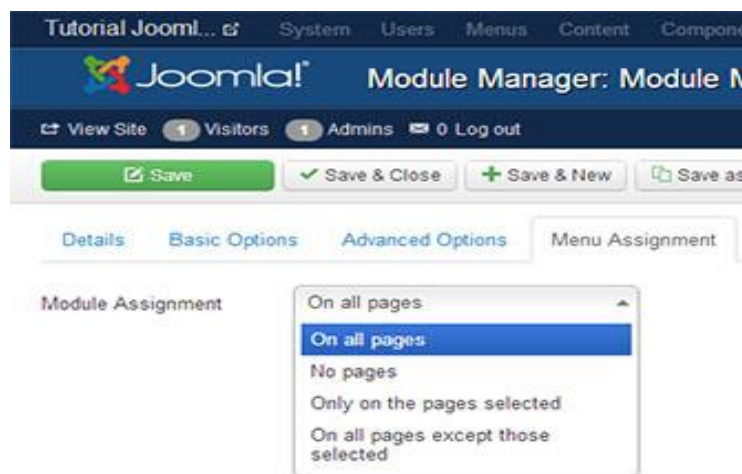 Tutorial Jooml... System Users Menus Content Compone
Joomla! Module Manager: Module M
View Site 1 Visitors 1 Admins 0 Log out
Save Save & Close Save & New Save as
Details Basic Options Advanced Options Menu Assignment
Module Assignment On all pages
On all pages
No pages
Only on the pages selected
On all pages except those
selected